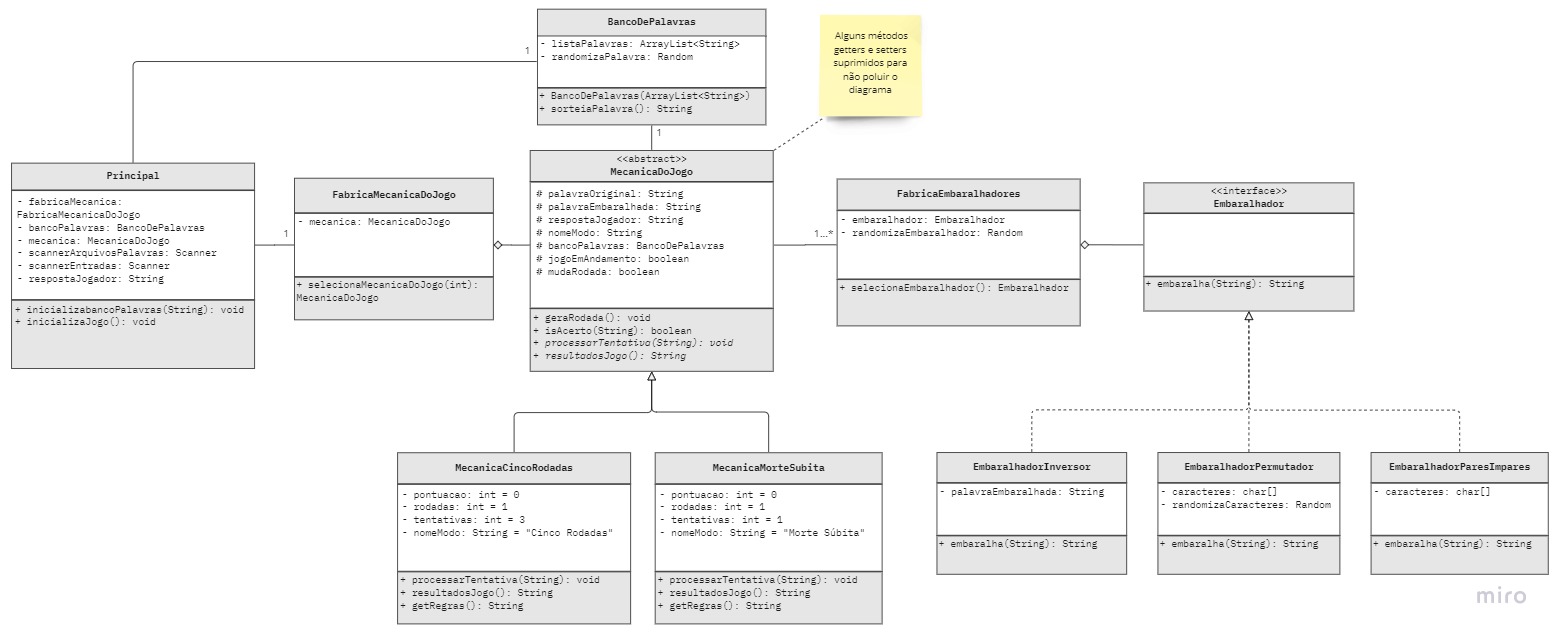 BancoDePalavras
- listaPalavras: ArrayList<String>
- randomizaPalavra: Random
+ BancoDePalavras(ArrayList<String>)
+ sorteiaPalavra(): String
Alguns métodos
getters e setters
suprimidos para
não poluir o
diagrama
1
1
Principal
- fabricaMecanica:
FabricaMecanicaDoJogo
- bancoPalavras: BancoDePalavras
- mecanica: MecanicaDoJogo
- scannerArquivosPalavras: Scanner
- scannerEntradas: Scanner
- respostaJogador: String
+ inicializabancoPalavras(String): void
+ inicializaJogo(): void
1
FabricaMecanicaDoJogo
- mecanica: MecanicaDoJogo
+ selecionaMecanicaDoJogo(int):
MecanicaDoJogo
<<abstract>>
MecanicaDoJogo
# palavraOriginal: String
# palavraEmbaralhada: String
# respostaJogador: String
# nomeModo: String
# bancoPalavras: BancoDePalavras
# jogoEmAndamento: boolean
# mudaRodada: boolean
+ geraRodada(): void
+ isAcerto(String): boolean
+ processarTentativa(String): void
+ resultadosJogo(): String
1...*
FabricaEmbaralhadores
- embaralhador: Embaralhador
- randomizaEmbaralhador: Random
+ selecionaEmbaralhador(): Embaralhador
<<interface>>
Embaralhador
+ embaralha(String): String
MecanicaCincoRodadas
- pontuacao: int = 0
- rodadas: int = 1
- tentativas: int = 3
- nomeModo: String = "Cinco Rodadas"
+ processarTentativa(String): void
+ resultadosJogo(): String
+ getRegras(): String
MecanicaMorteSubita
- pontuacao: int = 0
- rodadas: int = 1
- tentativas: int = 1
- nomeModo: String = "Morte Súbita"
+ processarTentativa(String): void
+ resultadosJogo(): String
+ getRegras(): String
EmbaralhadorInversor
- palavraEmbaralhada: String
+ embaralha(String): String
EmbaralhadorPermutador
- caracteres: char[]
- randomizaCaracteres: Random
+ embaralha(String): String
EmbaralhadorParesImpares
- caracteres: char[]
+ embaralha(String): String
miro